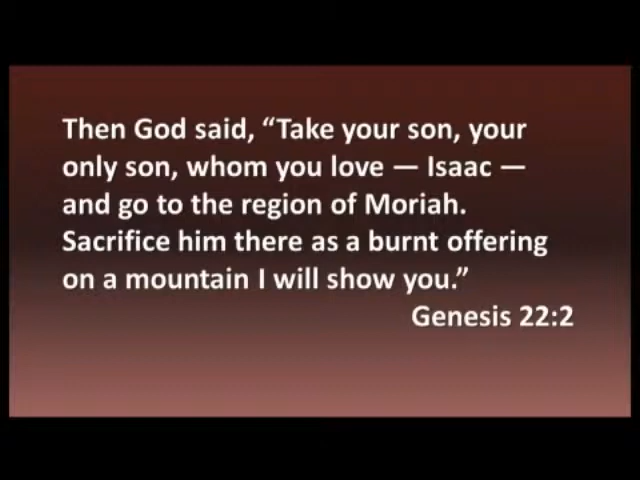 Then God said, “Take your son, your
only son, whom you love — Isaac —
and go to the region of Moriah.
Sacrifice him there as a burnt offering
on a mountain I will show you.”
Genesis 22:2